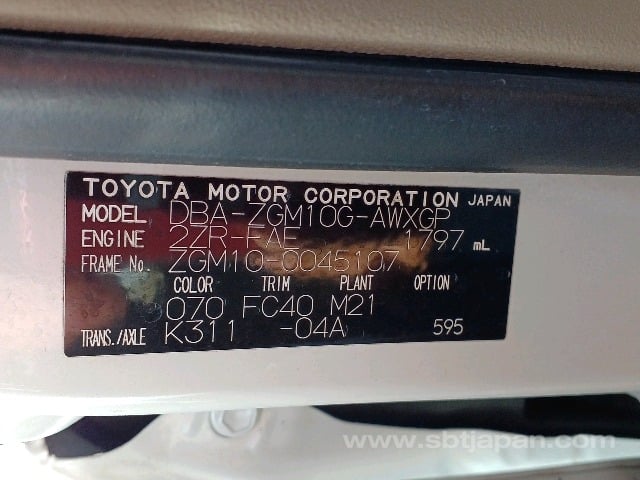 TOYOTA MOTOR CORPORATION JAPAN
MODEL DBA-ZGM10G-AWXGP
ENGINE 2ZR-FAE 1797 mL
FRAME No. ZGM10-0045107
COLOR TRIM PLANT OPTION
070 FC40 M21
TRANS./AXLE K311 -04A 595
www.sbtjapan.com